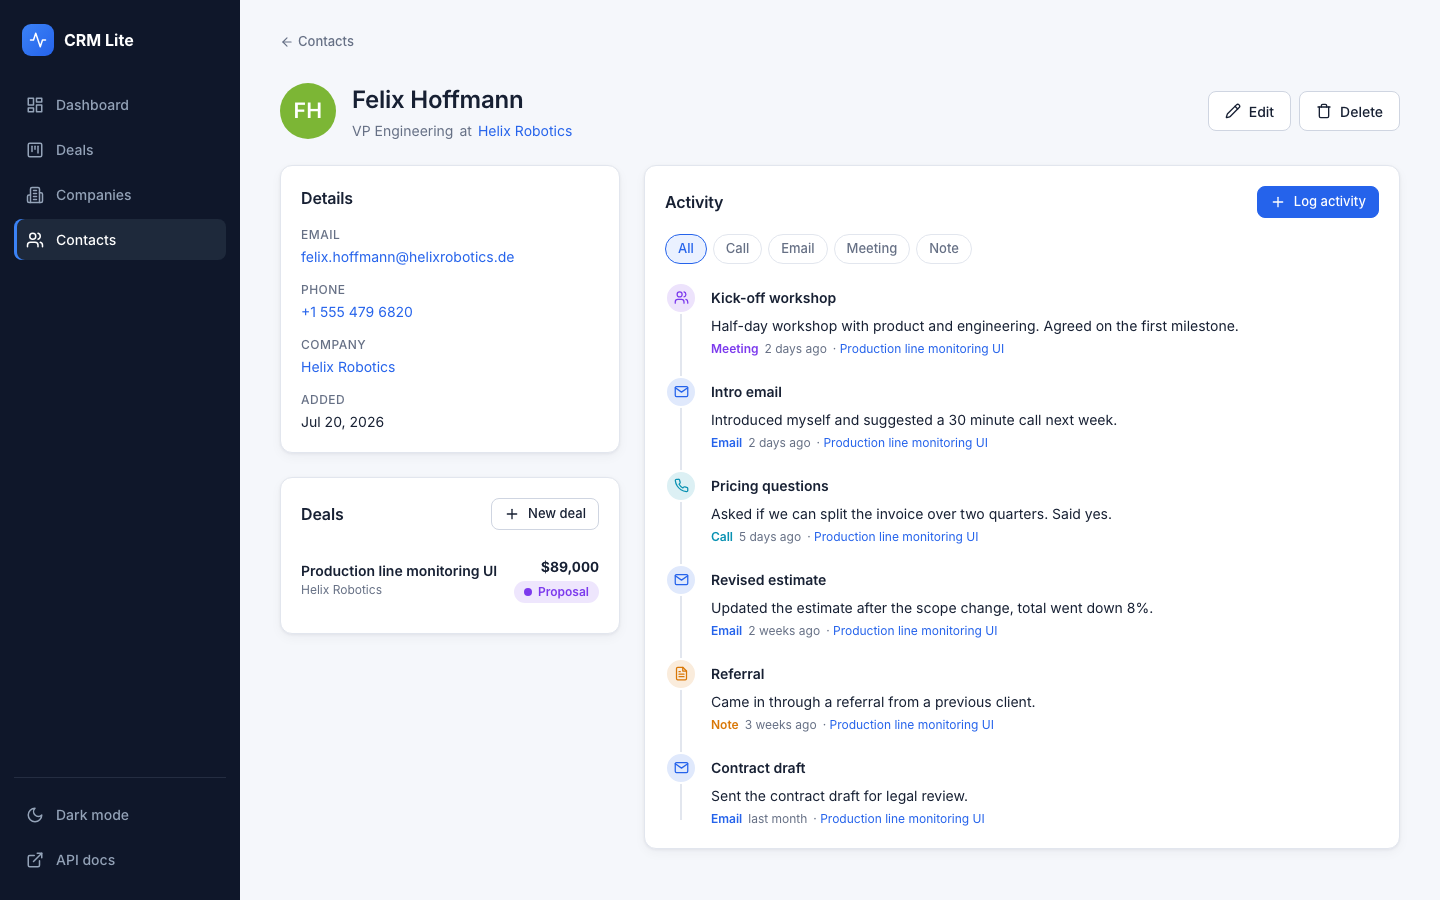 CRM Lite
Dashboard
Deals
Companies
Contacts
Dark mode
API docs
Contacts
FH
Felix Hoffmann
VP Engineering at Helix Robotics
Edit
Delete
Details
EMAIL
felix.hoffmann@helixrobotics.de
PHONE
+1 555 479 6820
COMPANY
Helix Robotics
ADDED
Jul 20, 2026
Deals
New deal
Production line monitoring UI
$89,000
Helix Robotics
Proposal
Activity
Log activity
All
Call
Email
Meeting
Note
Kick-off workshop
Half-day workshop with product and engineering. Agreed on the first milestone.
Meeting 2 days ago · Production line monitoring UI
Intro email
Introduced myself and suggested a 30 minute call next week.
Email 2 days ago · Production line monitoring UI
Pricing questions
Asked if we can split the invoice over two quarters. Said yes.
Call 5 days ago · Production line monitoring UI
Revised estimate
Updated the estimate after the scope change, total went down 8%.
Email 2 weeks ago · Production line monitoring UI
Referral
Came in through a referral from a previous client.
Note 3 weeks ago · Production line monitoring UI
Contract draft
Sent the contract draft for legal review.
Email last month · Production line monitoring UI